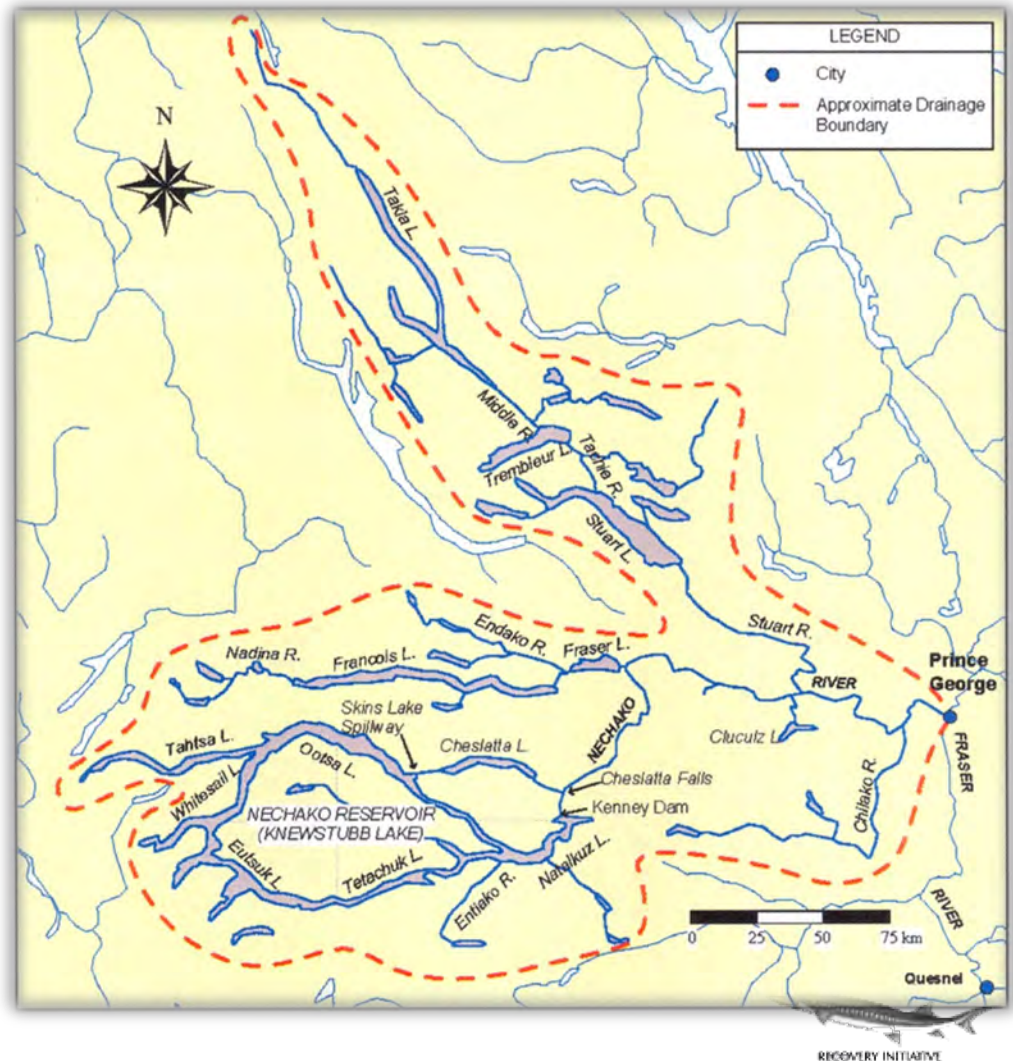 LEGEND
City
Approximate Drainage
Boundary
N
Takla L.
Middle R.
Trembleur L.
Tachie R.
Stuart L.
Stuart R.
Nadina R.
Francois L.
Endako R.
Fraser L.
Prince
George
RIVER
NECHAKO
Skins Lake
Spillway
Cheslatta L.
Cluculz L.
FRASER
Tahtsa L.
Ootsa L.
Whitesail L.
Cheslatta Falls
Kenney Dam
Chilako R.
NECHAKO RESERVOIR
(KNEWSTUBB LAKE)
Eutsuk L.
Tetachuk L.
Natalkuz L.
Entiako R.
RIVER
0 25 50 75 km
Quesnel
RECOVERY INITIATIVE